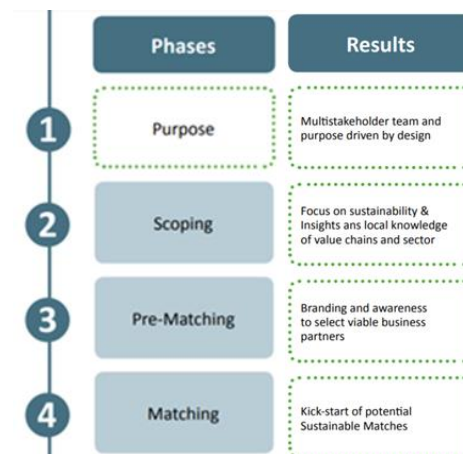 Phases Results
1 Purpose Multistakeholder team and
purpose driven by design
2 Scoping Focus on sustainability &
Insights ans local knowledge
of value chains and sector
3 Pre-Matching Branding and awareness
to select viable business
partners
4 Matching Kick-start of potential
Sustainable Matches